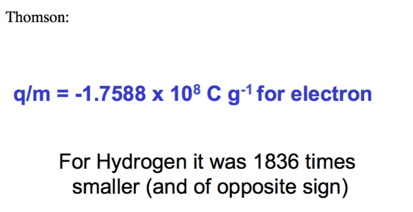 Thomson:
q/m = -1.7588 x 10⁸ C g⁻¹ for electron
For Hydrogen it was 1836 times
smaller (and of opposite sign)